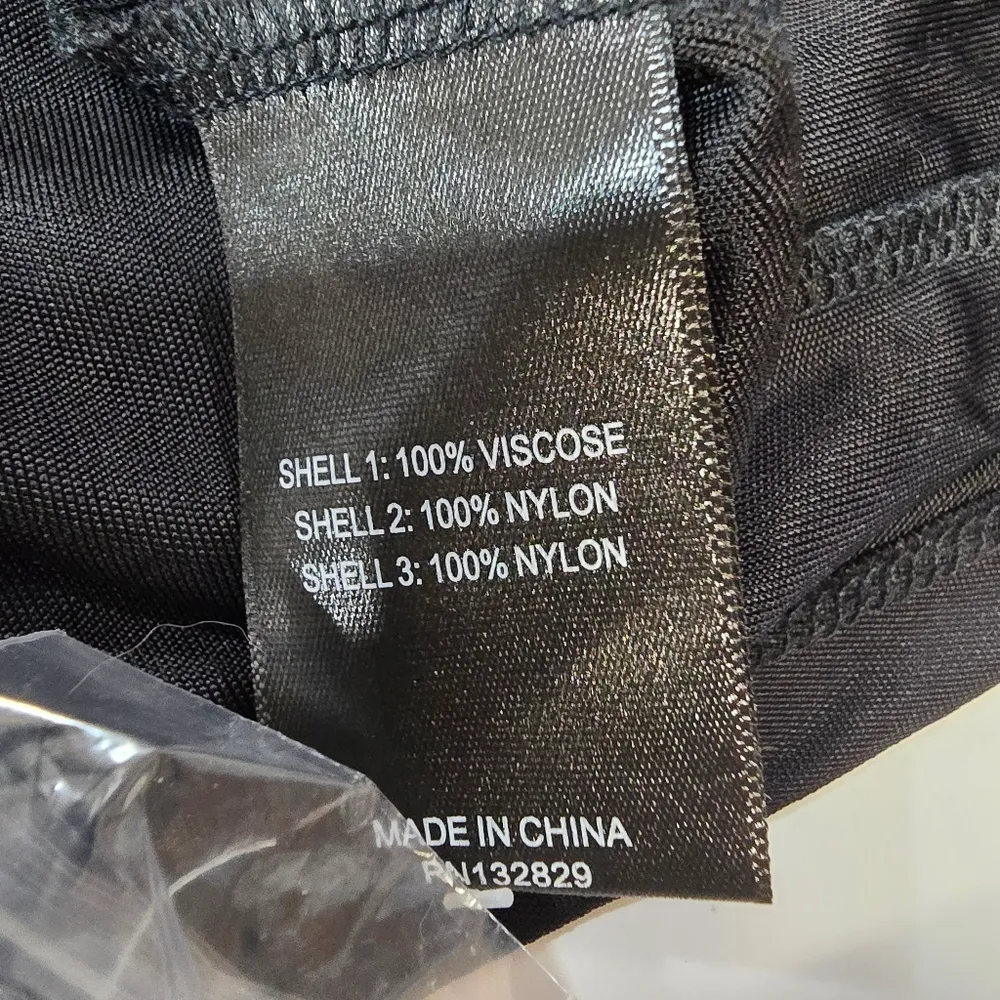 SHELL 1: 100% VISCOSE
SHELL 2: 100% NYLON
SHELL 3: 100% NYLON
MADE IN CHINA
RN132829